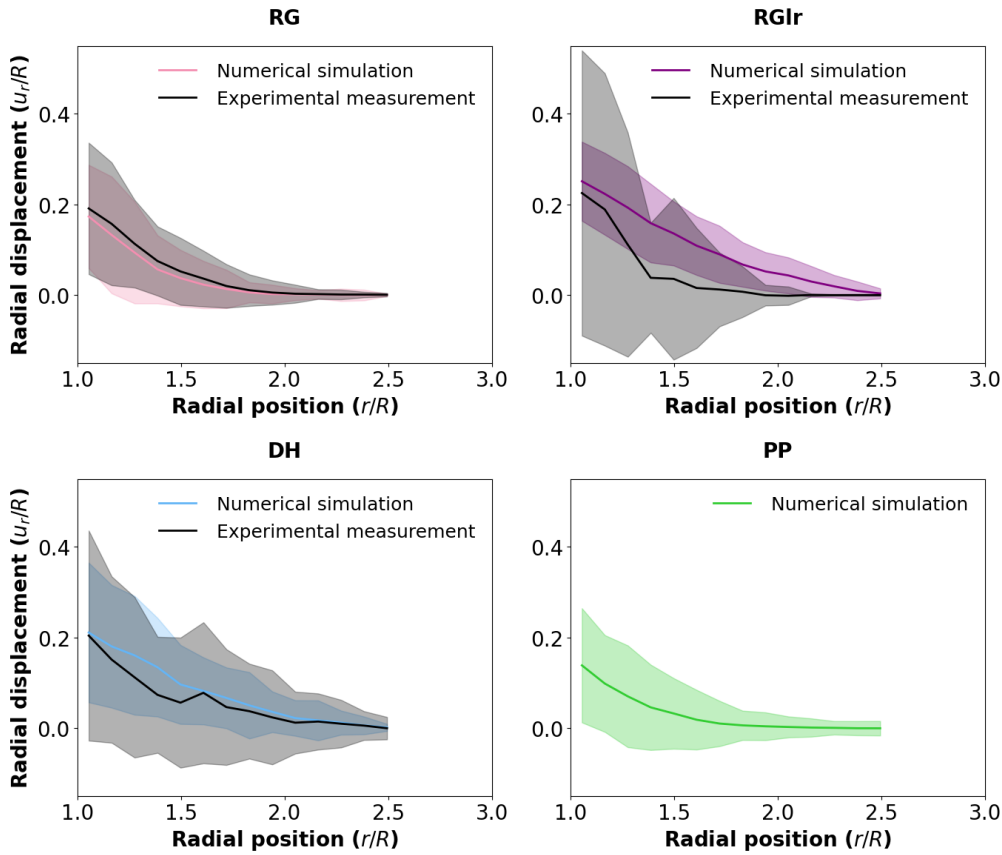 RG
Numerical simulation
Experimental measurement
Radial displacement (u_r/R)
0.4
0.2
0.0
1.0 1.5 2.0 2.5 3.0
Radial position (r/R)
RGlr
Numerical simulation
Experimental measurement
0.4
0.2
0.0
1.0 1.5 2.0 2.5 3.0
Radial position (r/R)
DH
Numerical simulation
Experimental measurement
Radial displacement (u_r/R)
0.4
0.2
0.0
1.0 1.5 2.0 2.5 3.0
Radial position (r/R)
PP
Numerical simulation
0.4
0.2
0.0
1.0 1.5 2.0 2.5 3.0
Radial position (r/R)